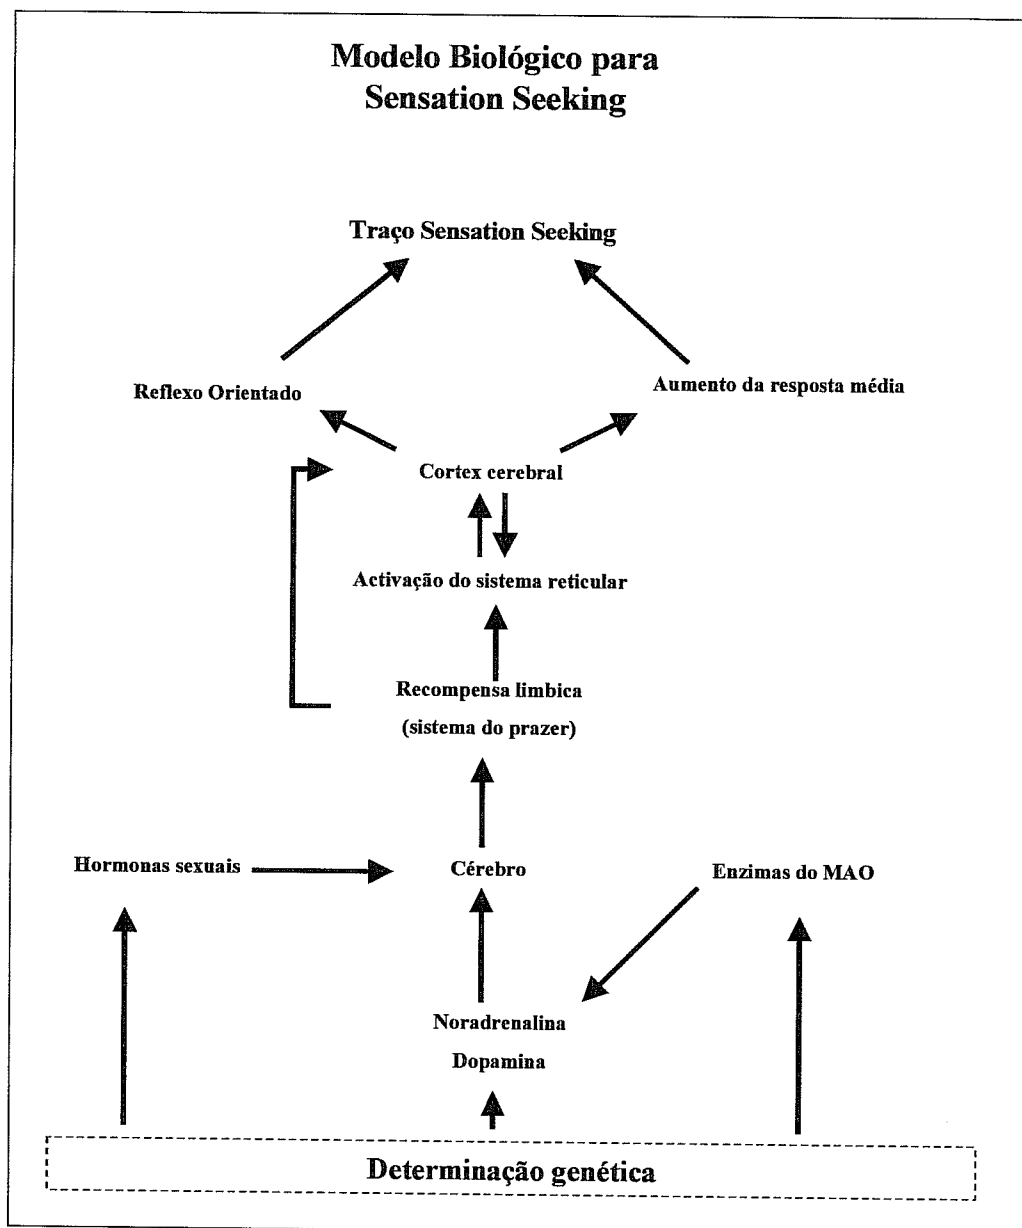 Modelo Biológico para
Sensation Seeking
Traço Sensation Seeking
Reflexo Orientado
Aumento da resposta média
Cortex cerebral
Activação do sistema reticular
Recompensa limbica
(sistema do prazer)
Hormonas sexuais
Cérebro
Enzimas do MAO
Noradrenalina
Dopamina
Determinação genética